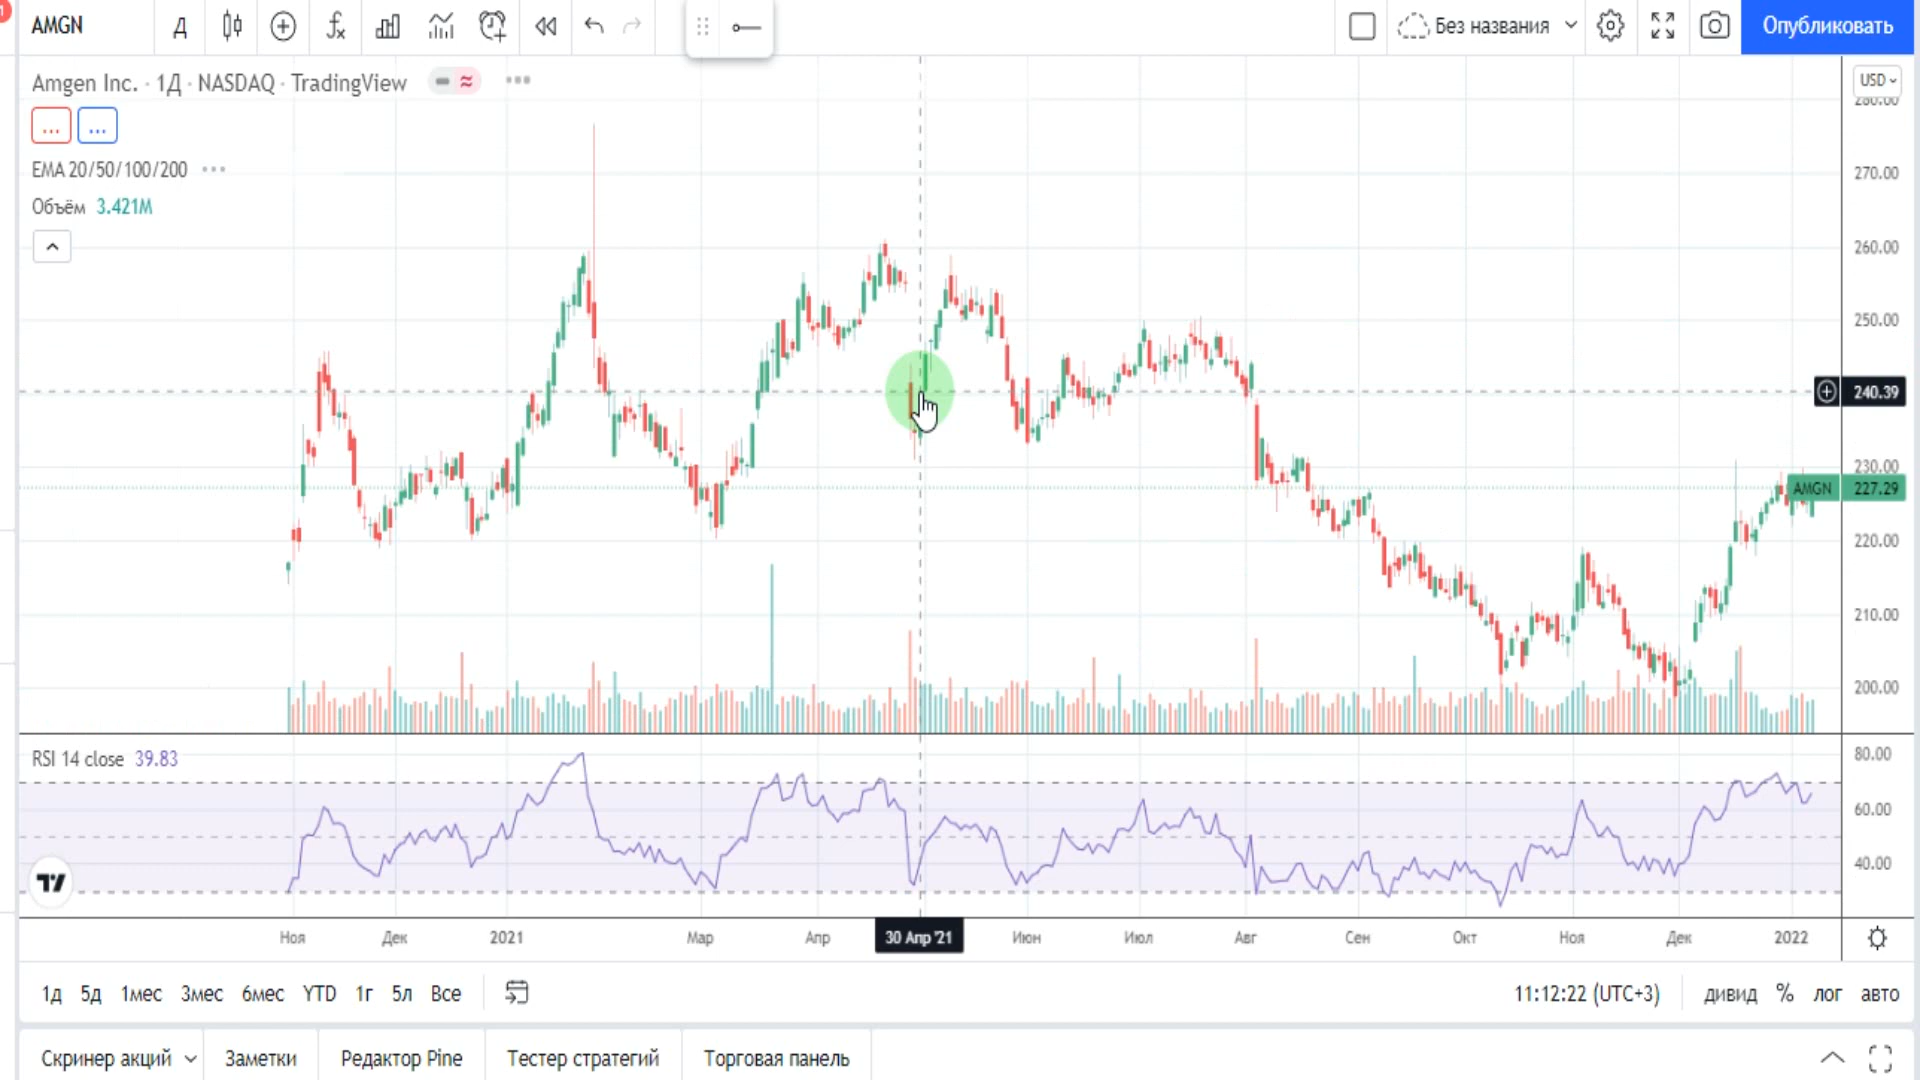 AMGN Д Без названия Опубликовать
Amgen Inc. · 1Д · NASDAQ · TradingView
USD
280.00
... ...
EMA 20/50/100/200
Объём 3.421M
270.00
260.00
250.00
240.39
230.00
AMGN 227.29
220.00
210.00
200.00
RSI 14 close 39.83
80.00
60.00
40.00
Ноя Дек 2021 Мар Апр 30 Апр '21 Июн Июл Авг Сен Окт Ноя Дек 2022
1д 5д 1мес 3мес 6мес YTD 1г 5л Все 11:12:22 (UTC+3) дивид % лог авто
Скринер акций Заметки Редактор Pine Тестер стратегий Торговая панель